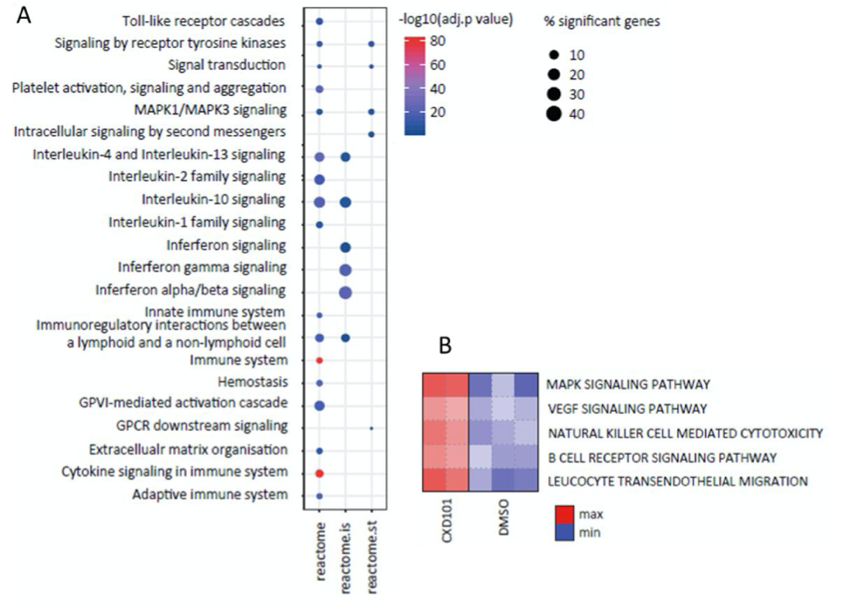 A
Toll-like receptor cascades
Signaling by receptor tyrosine kinases
Signal transduction
Platelet activation, signaling and aggregation
MAPK1/MAPK3 signaling
Intracellular signaling by second messengers
Interleukin-4 and Interleukin-13 signaling
Interleukin-2 family signaling
Interleukin-10 signaling
Interleukin-1 family signaling
Inferferon signaling
Inferferon gamma signaling
Inferferon alpha/beta signaling
Innate immune system
Immunoregulatory interactions between
a lymphoid and a non-lymphoid cell
Immune system
Hemostasis
GPVI-mediated activation cascade
GPCR downstream signaling
Extracellualr matrix organisation
Cytokine signaling in immune system
Adaptive immune system
reactome
reactome.is
reactome.st
-log10(adj.p value)
80
60
40
20
% significant genes
10
20
30
40
B
MAPK SIGNALING PATHWAY
VEGF SIGNALING PATHWAY
NATURAL KILLER CELL MEDIATED CYTOTOXICITY
B CELL RECEPTOR SIGNALING PATHWAY
LEUCOCYTE TRANSENDOTHELIAL MIGRATION
CXD101
DMSO
max
min